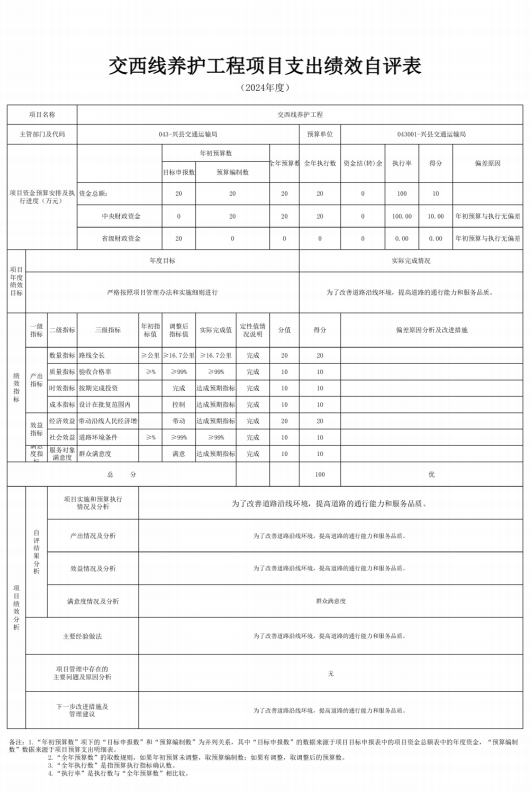 交西线养护工程项目支出绩效自评表
（2024年度）
项目名称 交西线养护工程
主管部门及代码 043-兴县交通运输局 预算单位 043001-兴县交通运输局
项目资金预算安排及执行进度（万元） 年初预算数 全年预算数 全年执行数 资金结(转)余 执行率 得分 偏差原因
目标申报数 预算编制数
资金总额： 20 20 20 20 0 100 10
中央财政资金 0 20 20 20 0 100.00 10.00 年初预算与执行无偏差
省级财政资金 20 0 0 0 0 0.00 0.00 年初预算与执行无偏差
项目年度绩效目标 年度目标 实际完成情况
严格按照项目管理办法和实施细则进行 为了改善道路沿线环境，提高道路的通行能力和服务品质。
绩效指标 一级指标 二级指标 三级指标 年初指标值 调整后指标值 实际完成值 定性值情况说明 分值 得分 偏差原因分析及改进措施
产出指标 数量指标 路线全长 ≥公里 ≥16.7公里 ≥16.7公里 完成 20 20
质量指标 验收合格率 ≥% ≥99% ≥99% 完成 10 10
时效指标 按期完成投资 完成 达成预期指标 完成 10 10
成本指标 设计在批复范围内 控制 达成预期指标 完成 10 10
效益指标 经济效益 带动沿线人民经济增 带动 达成预期指标 完成 20 20
社会效益 道路环境条件 ≥% ≥99% ≥99% 完成 10 10
满意度指标 服务对象满意度 群众满意度 满意 达成预期指标 完成 10 10
总 分 100 优
项目绩效分析 自评结果分析 项目实施和预算执行情况及分析 为了改善道路沿线环境，提高道路的通行能力和服务品质。
产出情况及分析 为了改善道路沿线环境，提高道路的通行能力和服务品质。
效益情况及分析 为了改善道路沿线环境，提高道路的通行能力和服务品质。
满意度情况及分析 群众满意度
主要经验做法 为了改善道路沿线环境，提高道路的通行能力和服务品质。
项目管理中存在的主要问题及原因分析 无
下一步改进措施及管理建议 为了改善道路沿线环境，提高道路的通行能力和服务品质。
备注：1.“年初预算数”项下的“目标申报数”和“预算编制数”为并列关系，其中“目标申报数”的数据来源于项目目标申报表中的项目资金总额表中的年度资金，“预算编制
数”数据来源于项目预算支出明细表。
2.“全年预算数”的取数规则，如果年初预算未调整，取预算编制数；如果有调整，取调整后的预算数。
3.“全年执行数”是指预算执行指标确认数。
4.“执行率”是执行数与“全年预算数”相比较。